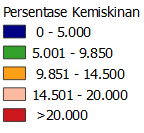 Persentase Kemiskinan
0 - 5.000
5.001 - 9.850
9.851 - 14.500
14.501 - 20.000
>20.000